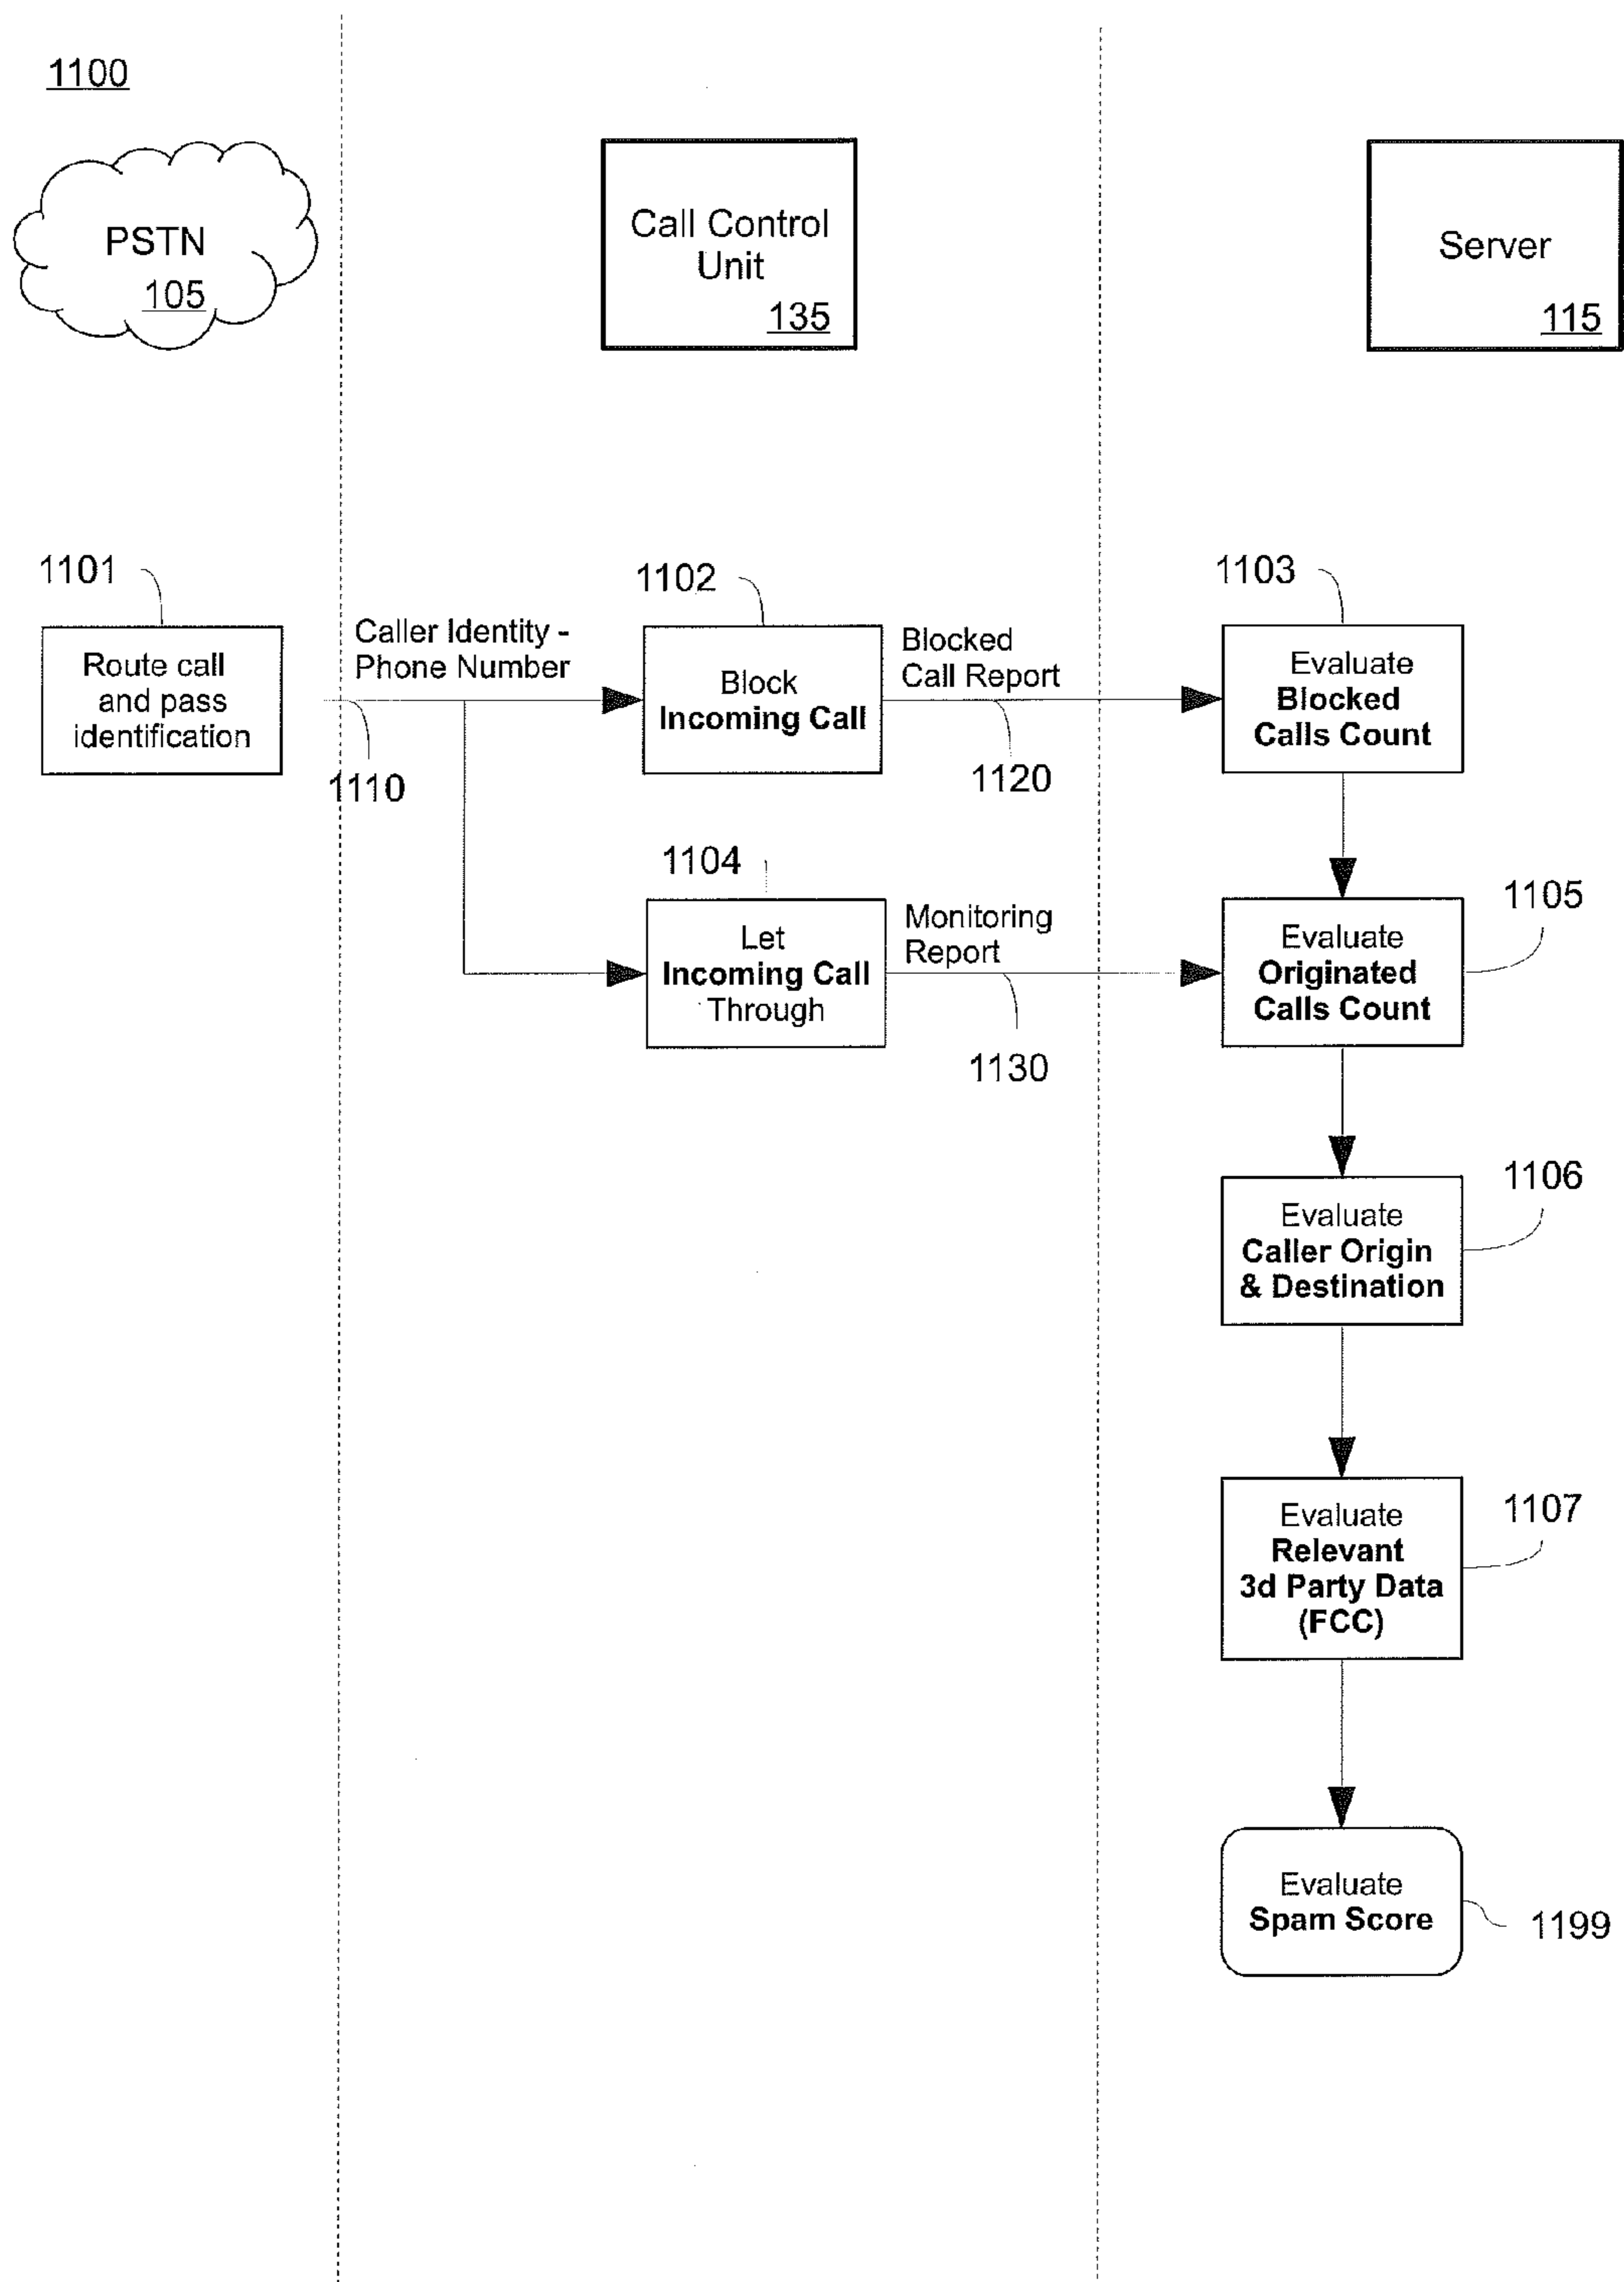 1100
PSTN
105
Call Control
Unit
135
Server
115
1101
Route call
and pass
identification
Caller Identity -
Phone Number
1110
1102
Block
Incoming Call
Blocked
Call Report
1120
1103
Evaluate
Blocked
Calls Count
1104
Let
Incoming Call
Through
Monitoring
Report
1130
1105
Evaluate
Originated
Calls Count
1106
Evaluate
Caller Origin
& Destination
1107
Evaluate
Relevant
3d Party Data
(FCC)
Evaluate
Spam Score
1199